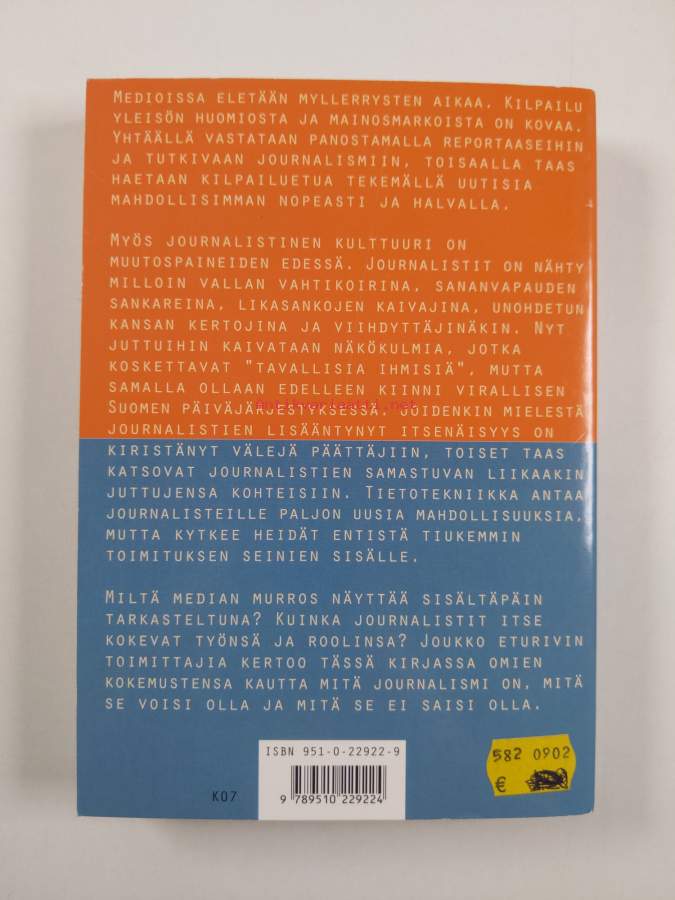 MEDIOISSA ELETÄÄN MYLLERRYSTEN AIKAA. KILPAILU
YLEISÖN HUOMIOSTA JA MAINOSMARKOISTA ON KOVAA.
YHTÄÄLLÄ VASTATAAN PANOSTAMALLA REPORTAASEIHIN
JA TUTKIVAAN JOURNALISMIIN, TOISAALLA TAAS
HAETAAN KILPAILUETUA TEKEMÄLLÄ UUTISIA
MAHDOLLISIMMAN NOPEASTI JA HALVALLA.
MYÖS JOURNALISTINEN KULTTUURI ON
MUUTOSPAINEIDEN EDESSÄ. JOURNALISTIT ON NÄHTY
MILLOIN VALLAN VAHTIKOIRINA, SANANVAPAUDEN
SANKAREINA, LIKASANKOJEN KAIVAJINA, UNOHDETUN
KANSAN KERTOJINA JA VIIHDYTTÄJINÄKIN. NYT
JUTTUIHIN KAIVATAAN NÄKÖKULMIA, JOTKA
KOSKETTAVAT "TAVALLISIA IHMISIÄ", MUTTA
SAMALLA OLLAAN EDELLEEN KIINNI VIRALLISEN
SUOMEN PÄIVÄJÄRJESTYKSESSÄ. JOIDENKIN MIELESTÄ
JOURNALISTIEN LISÄÄNTYNYT ITSENÄISYYS ON
KIRISTÄNYT VÄLEJÄ PÄÄTTÄJIIN, TOISET TAAS
KATSOVAT JOURNALISTIEN SAMASTUVAN LIIKAAKIN
JUTTUJENSA KOHTEISIIN. TIETOTEKNIIKKA ANTAA
JOURNALISTEILLE PALJON UUSIA MAHDOLLISUUKSIA,
MUTTA KYTKEE HEIDÄT ENTISTÄ TIUKEMMIN
TOIMITUKSEN SEINIEN SISÄLLE.
MILTÄ MEDIAN MURROS NÄYTTÄÄ SISÄLTÄPÄIN
TARKASTELTUNA? KUINKA JOURNALISTIT ITSE
KOKEVAT TYÖNSÄ JA ROOLINSA? JOUKKO ETURIVIN
TOIMITTAJIA KERTOO TÄSSÄ KIRJASSA OMIEN
KOKEMUSTENSA KAUTTA MITÄ JOURNALISMI ON, MITÄ
SE VOISI OLLA JA MITÄ SE EI SAISI OLLA.
ISBN 951-0-22922-9
9 789510 229224
K07
582 0902
€